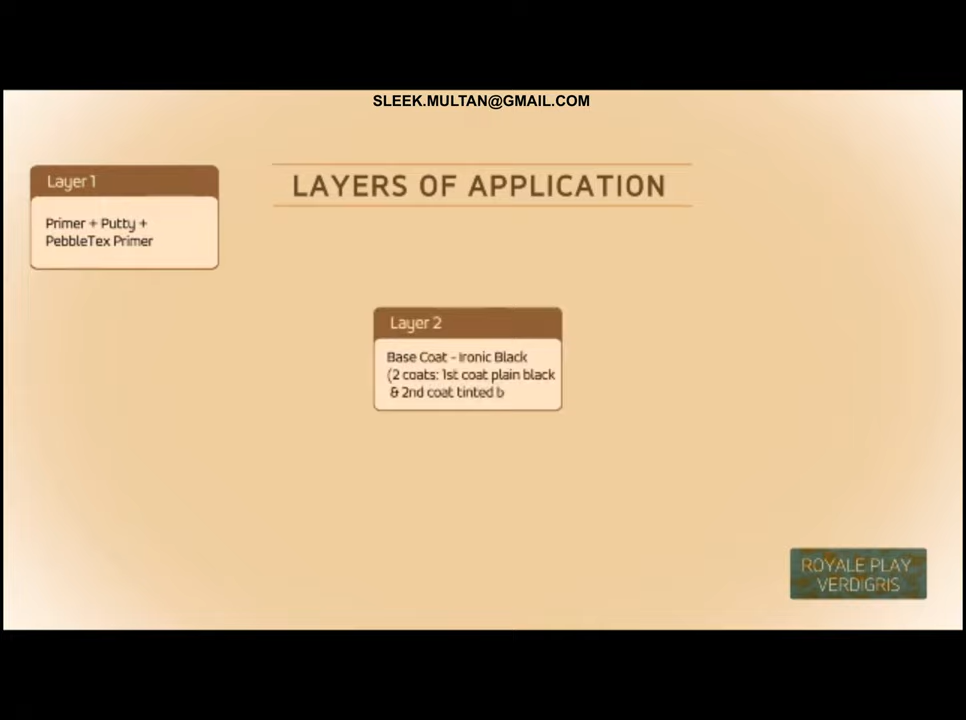 SLEEK.MULTAN@GMAIL.COM
LAYERS OF APPLICATION
Layer 1
Primer + Putty +
PebbleTex Primer
Layer 2
Base Coat - Ironic Black
(2 coats: 1st coat plain black
& 2nd coat tinted b
ROYALE PLAY
VERDIGRIS